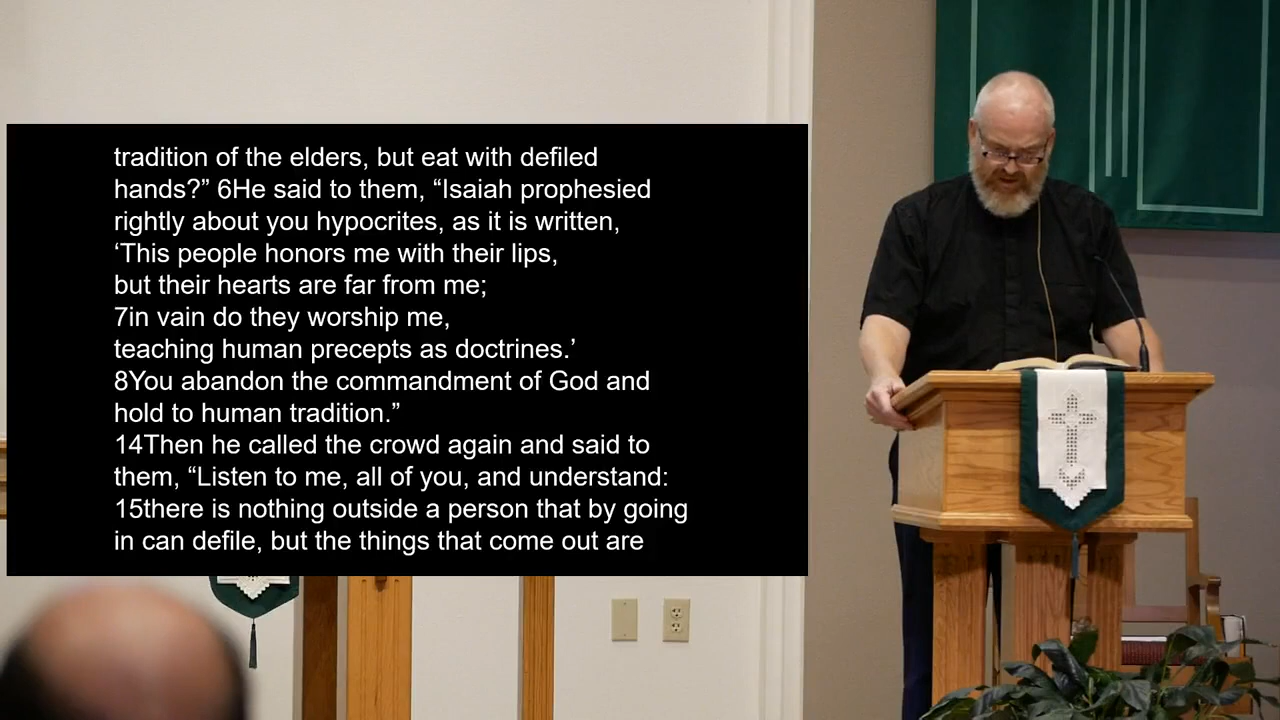 tradition of the elders, but eat with defiled
hands?” 6He said to them, “Isaiah prophesied
rightly about you hypocrites, as it is written,
‘This people honors me with their lips,
but their hearts are far from me;
7in vain do they worship me,
teaching human precepts as doctrines.’
8You abandon the commandment of God and
hold to human tradition.”
14Then he called the crowd again and said to
them, “Listen to me, all of you, and understand:
15there is nothing outside a person that by going
in can defile, but the things that come out are